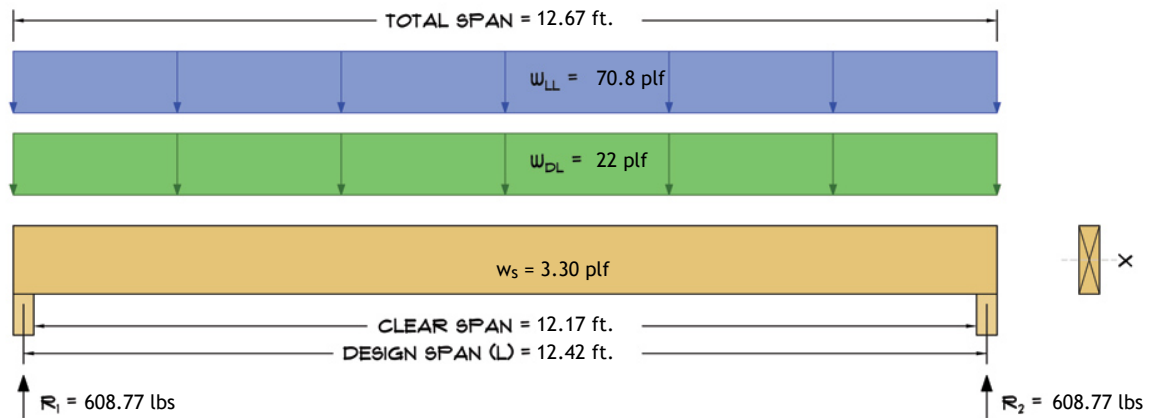 TOTAL SPAN = 12.67 ft.
wLL = 70.8 plf
wDL = 22 plf
ws = 3.30 plf
X
CLEAR SPAN = 12.17 ft.
DESIGN SPAN (L) = 12.42 ft.
R1 = 608.77 lbs
R2 = 608.77 lbs